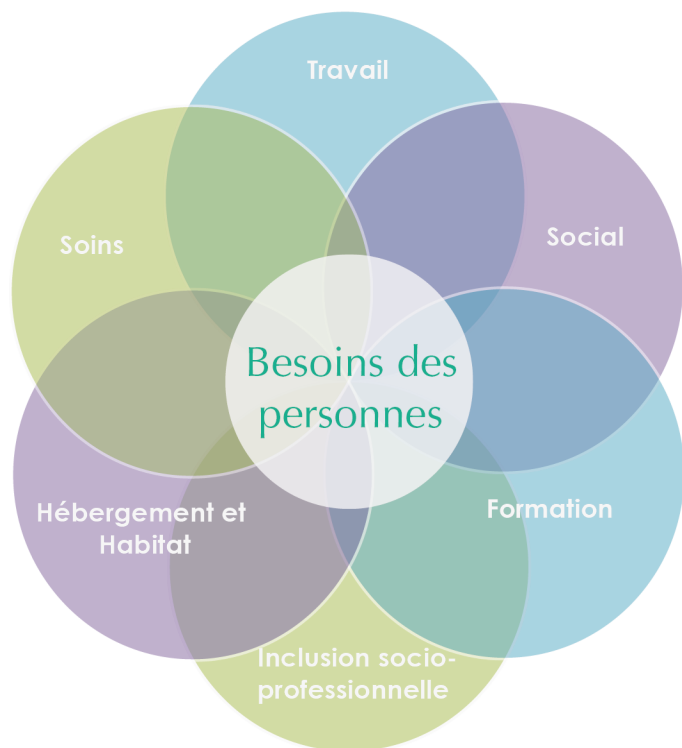 Travail
Social
Soins
Besoins des
personnes
Hébergement et
Habitat
Formation
Inclusion socio-
professionnelle